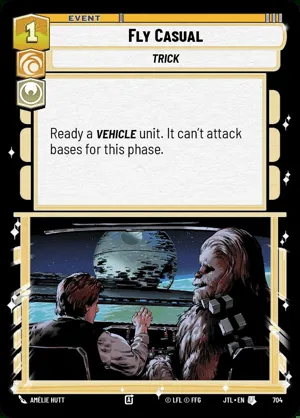 EVENT
1
FLY CASUAL
TRICK
Ready a VEHICLE unit. It can't attack
bases for this phase.
AMÉLIE HUTT
© LFL © FFG
JTL • EN
704